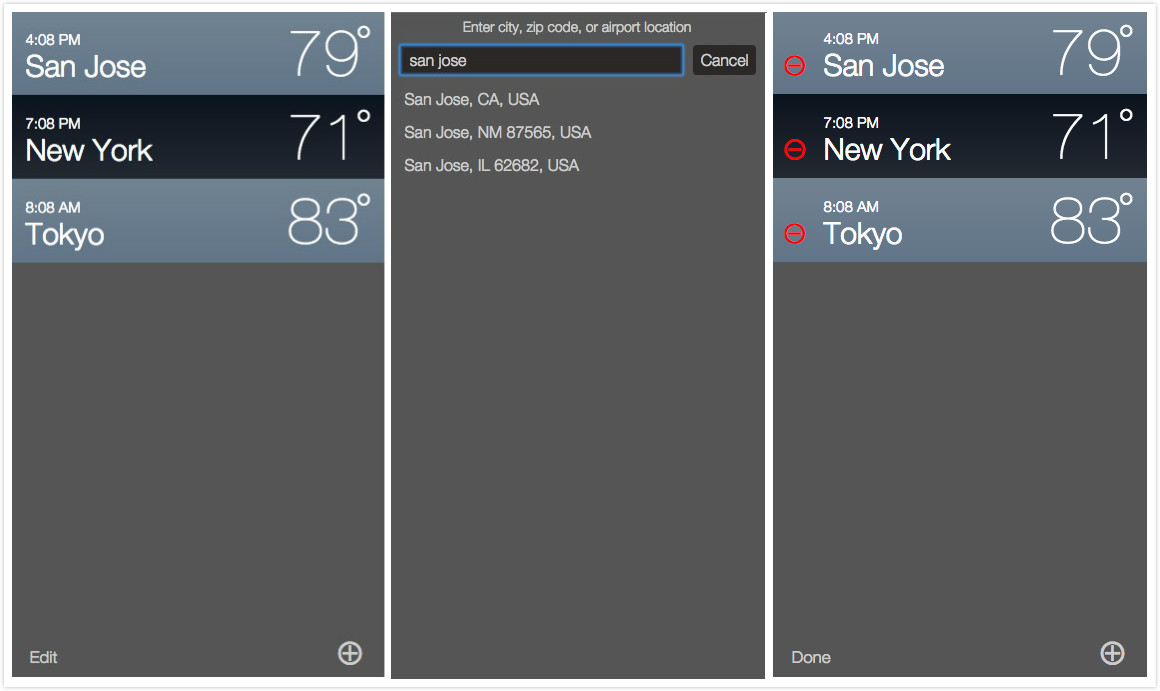 4:08 PM
San Jose
79°
7:08 PM
New York
71°
8:08 AM
Tokyo
83°
Edit
Enter city, zip code, or airport location
san jose
Cancel
San Jose, CA, USA
San Jose, NM 87565, USA
San Jose, IL 62682, USA
4:08 PM
San Jose
79°
7:08 PM
New York
71°
8:08 AM
Tokyo
83°
Done